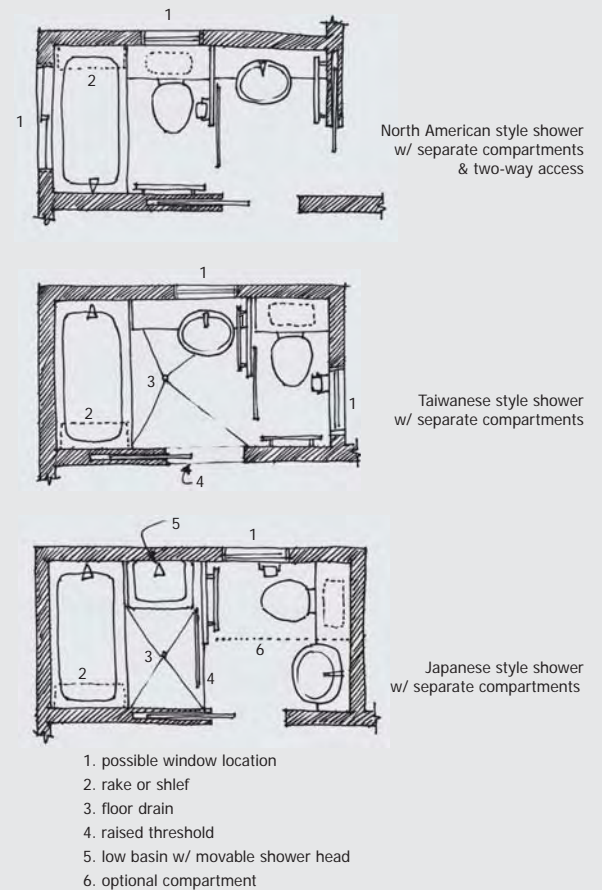 1
2
1
North American style shower
w/ separate compartments
& two-way access
1
3
2
1
4
Taiwanese style shower
w/ separate compartments
5
1
2
3
4
6
Japanese style shower
w/ separate compartments
1. possible window location
2. rake or shlef
3. floor drain
4. raised threshold
5. low basin w/ movable shower head
6. optional compartment